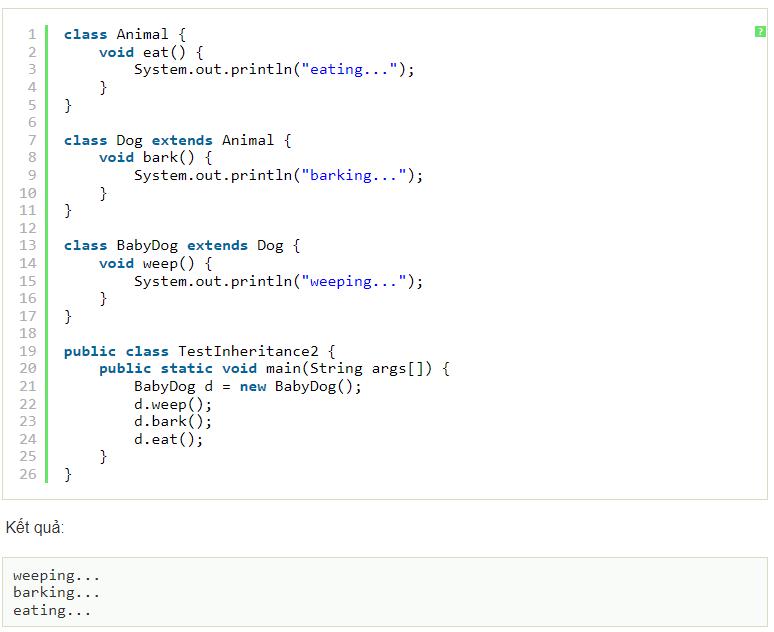 1 class Animal {
2     void eat() {
3         System.out.println("eating...");
4     }
5 }
6
7 class Dog extends Animal {
8     void bark() {
9         System.out.println("barking...");
10     }
11 }
12
13 class BabyDog extends Dog {
14     void weep() {
15         System.out.println("weeping...");
16     }
17 }
18
19 public class TestInheritance2 {
20     public static void main(String args[]) {
21         BabyDog d = new BabyDog();
22         d.weep();
23         d.bark();
24         d.eat();
25     }
26 }
?
Kết quả:
weeping...
barking...
eating...